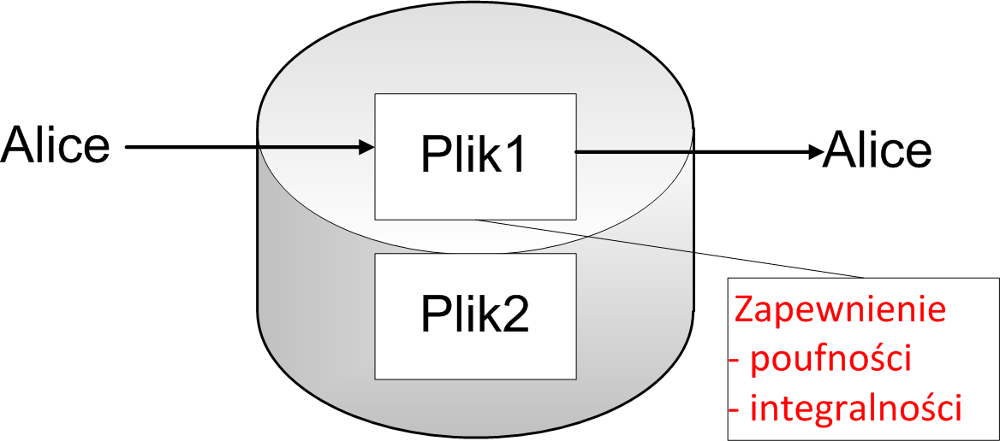 Alice
Plik1
Alice
Plik2
Zapewnienie
- poufności
- integralności